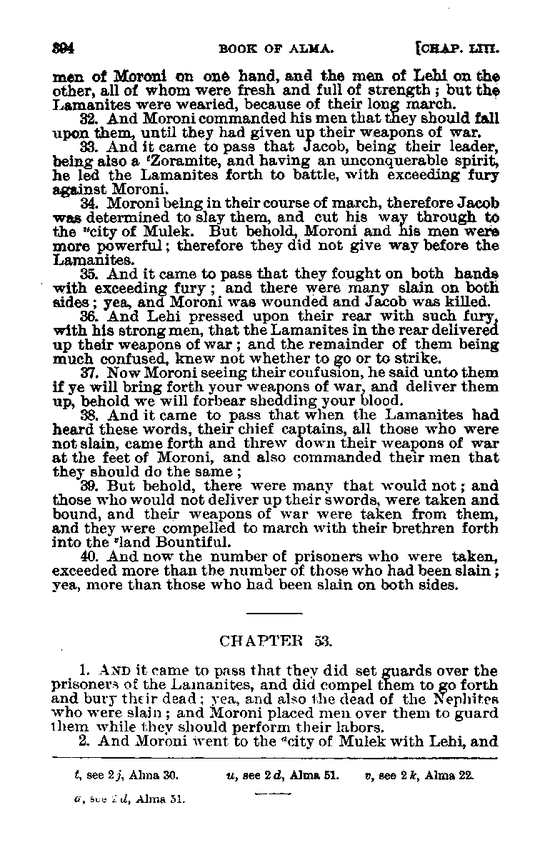 394 BOOK OF ALMA. [CHAP. LIII.
men of Moroni on one hand, and the men of Lehi on the
other, all of whom were fresh and full of strength; but the
Lamanites were wearied, because of their long march.
32. And Moroni commanded his men that they should fall
upon them, until they had given up their weapons of war.
33. And it came to pass that Jacob, being their leader,
being also a ᵗZoramite, and having an unconquerable spirit,
he led the Lamanites forth to battle, with exceeding fury
against Moroni.
34. Moroni being in their course of march, therefore Jacob
was determined to slay them, and cut his way through to
the ᵘcity of Mulek. But behold, Moroni and his men were
more powerful; therefore they did not give way before the
Lamanites.
35. And it came to pass that they fought on both hands
with exceeding fury; and there were many slain on both
sides; yea, and Moroni was wounded and Jacob was killed.
36. And Lehi pressed upon their rear with such fury,
with his strong men, that the Lamanites in the rear delivered
up their weapons of war; and the remainder of them being
much confused, knew not whether to go or to strike.
37. Now Moroni seeing their confusion, he said unto them
if ye will bring forth your weapons of war, and deliver them
up, behold we will forbear shedding your blood.
38. And it came to pass that when the Lamanites had
heard these words, their chief captains, all those who were
not slain, came forth and threw down their weapons of war
at the feet of Moroni, and also commanded their men that
they should do the same;
39. But behold, there were many that would not; and
those who would not deliver up their swords, were taken and
bound, and their weapons of war were taken from them,
and they were compelled to march with their brethren forth
into the ᵛland Bountiful.
40. And now the number of prisoners who were taken,
exceeded more than the number of those who had been slain;
yea, more than those who had been slain on both sides.
CHAPTER 53.
1. AND it came to pass that they did set guards over the
prisoners of the Lamanites, and did compel them to go forth
and bury their dead; yea, and also the dead of the Nephites
who were slain; and Moroni placed men over them to guard
them while they should perform their labors.
2. And Moroni went to the ᵃcity of Mulek with Lehi, and
t, see 2 j, Alma 30. u, see 2 d, Alma 51. v, see 2 k, Alma 22.
a, see 2 d, Alma 51.